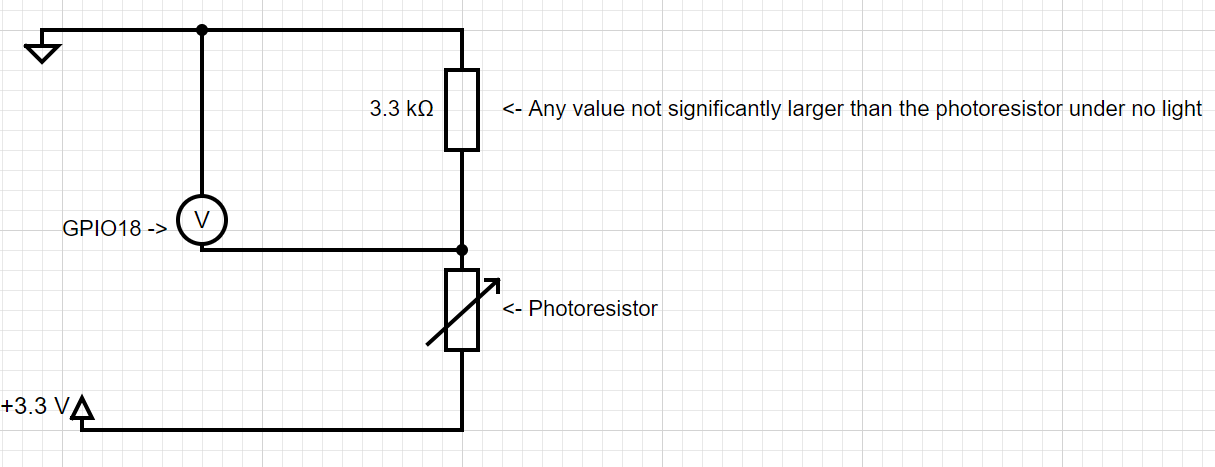 3.3 kΩ <- Any value not significantly larger than the photoresistor under no light
GPIO18 -> V
<- Photoresistor
+3.3 V